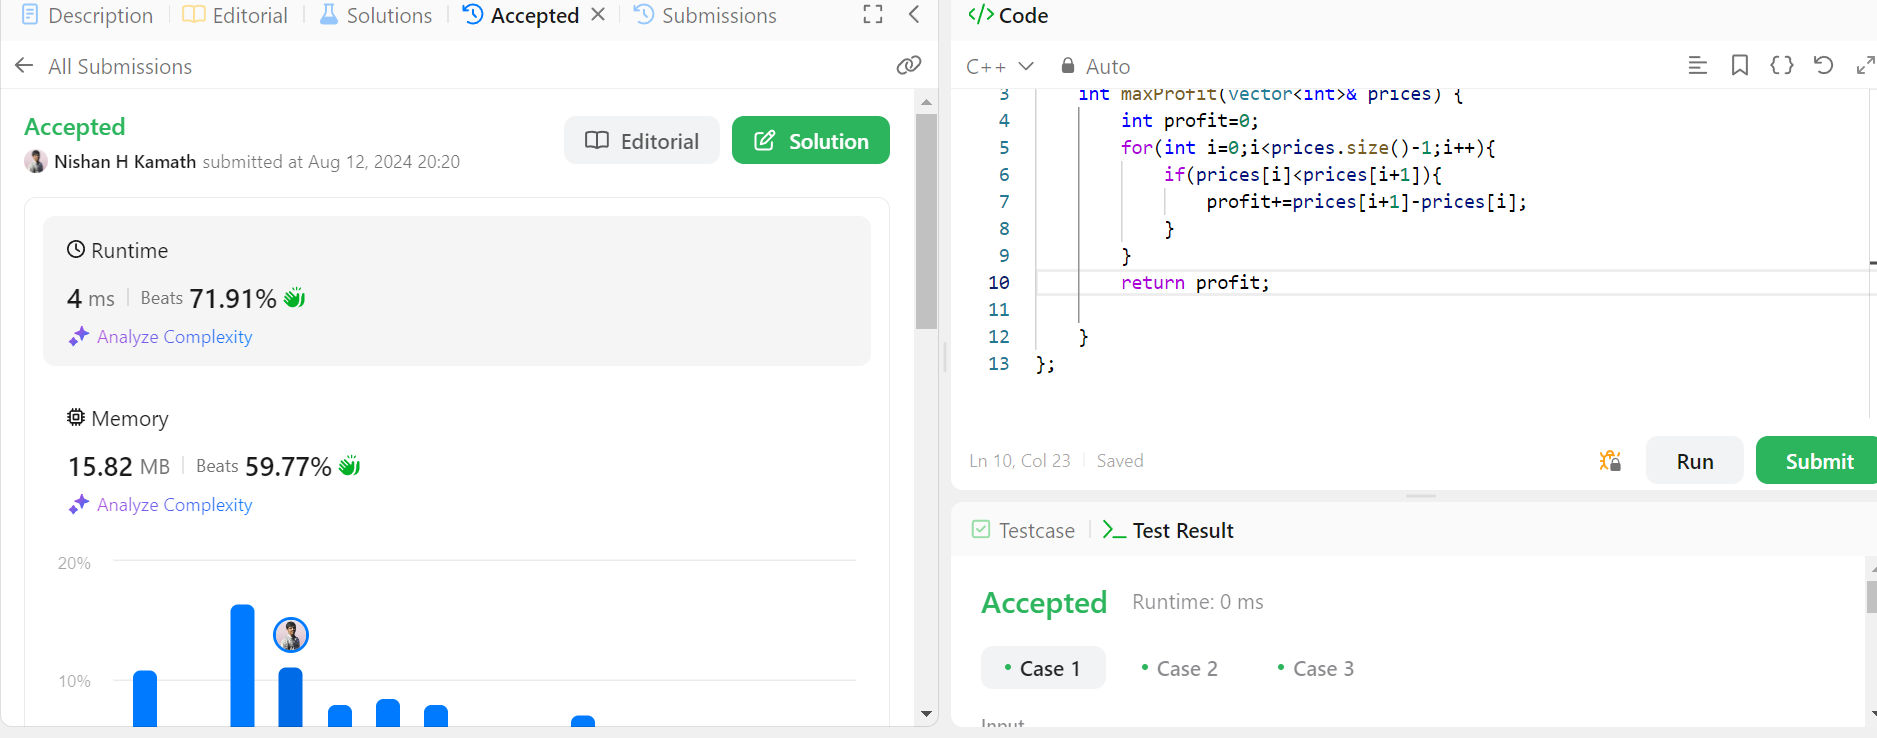 Description Editorial Solutions Accepted Submissions
All Submissions
Accepted
Nishan H Kamath submitted at Aug 12, 2024 20:20
Editorial
Solution
Runtime
4 ms Beats 71.91%
Analyze Complexity
Memory
15.82 MB Beats 59.77%
Analyze Complexity
20%
10%
</> Code
C++ Auto
3 int maxProfit(vector<int>& prices) {
4 int profit=0;
5 for(int i=0;i<prices.size()-1;i++){
6 if(prices[i]<prices[i+1]){
7 profit+=prices[i+1]-prices[i];
8 }
9 }
10 return profit;
11
12 }
13 };
Ln 10, Col 23 Saved
Run
Submit
Testcase >_ Test Result
Accepted Runtime: 0 ms
• Case 1 • Case 2 • Case 3
Input